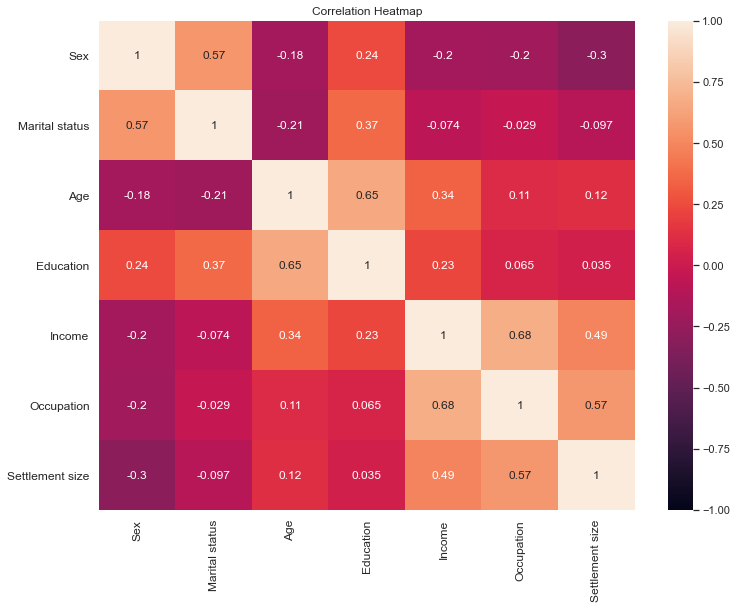 Correlation Heatmap
Sex 1 0.57 -0.18 0.24 -0.2 -0.2 -0.3
Marital status 0.57 1 -0.21 0.37 -0.074 -0.029 -0.097
Age -0.18 -0.21 1 0.65 0.34 0.11 0.12
Education 0.24 0.37 0.65 1 0.23 0.065 0.035
Income -0.2 -0.074 0.34 0.23 1 0.68 0.49
Occupation -0.2 -0.029 0.11 0.065 0.68 1 0.57
Settlement size -0.3 -0.097 0.12 0.035 0.49 0.57 1
Sex Marital status Age Education Income Occupation Settlement size
1.00
0.75
0.50
0.25
0.00
−0.25
−0.50
−0.75
−1.00